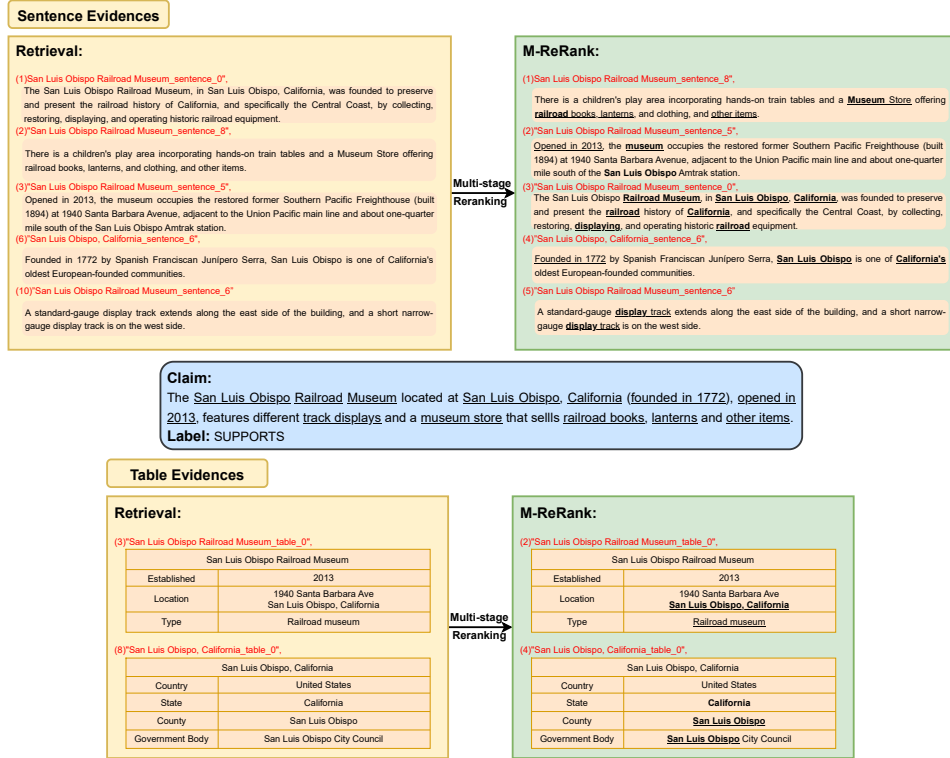 Sentence Evidences
Retrieval:
(1)San Luis Obispo Railroad Museum_sentence_0",
The San Luis Obispo Railroad Museum, in San Luis Obispo, California, was founded to preserve
and present the railroad history of California, and specifically the Central Coast, by collecting,
restoring, displaying, and operating historic railroad equipment.
(2)"San Luis Obispo Railroad Museum_sentence_8",
There is a children's play area incorporating hands-on train tables and a Museum Store offering
railroad books, lanterns, and clothing, and other items.
(3)"San Luis Obispo Railroad Museum_sentence_5",
Opened in 2013, the museum occupies the restored former Southern Pacific Freighthouse (built
1894) at 1940 Santa Barbara Avenue, adjacent to the Union Pacific main line and about one-quarter
mile south of the San Luis Obispo Amtrak station.
(6)"San Luis Obispo, California_sentence_6",
Founded in 1772 by Spanish Franciscan Junípero Serra, San Luis Obispo is one of California's
oldest European-founded communities.
(10)"San Luis Obispo Railroad Museum_sentence_6"
A standard-gauge display track extends along the east side of the building, and a short narrow-
gauge display track is on the west side.
Multi-stage
Reranking
M-ReRank:
(1)San Luis Obispo Railroad Museum_sentence_8",
There is a children's play area incorporating hands-on train tables and a Museum Store offering
railroad books, lanterns, and clothing, and other items.
(2)"San Luis Obispo Railroad Museum_sentence_5",
Opened in 2013, the museum occupies the restored former Southern Pacific Freighthouse (built
1894) at 1940 Santa Barbara Avenue, adjacent to the Union Pacific main line and about one-quarter
mile south of the San Luis Obispo Amtrak station.
(3)"San Luis Obispo Railroad Museum_sentence_0",
The San Luis Obispo Railroad Museum, in San Luis Obispo, California, was founded to preserve
and present the railroad history of California, and specifically the Central Coast, by collecting,
restoring, displaying, and operating historic railroad equipment.
(4)"San Luis Obispo, California_sentence_6",
Founded in 1772 by Spanish Franciscan Junípero Serra, San Luis Obispo is one of California's
oldest European-founded communities.
(5)"San Luis Obispo Railroad Museum_sentence_6"
A standard-gauge display track extends along the east side of the building, and a short narrow-
gauge display track is on the west side.
Claim:
The San Luis Obispo Railroad Museum located at San Luis Obispo, California (founded in 1772), opened in
2013, features different track displays and a museum store that sellls railroad books, lanterns and other items.
Label: SUPPORTS
Table Evidences
Retrieval:
(3)"San Luis Obispo Railroad Museum_table_0",
San Luis Obispo Railroad Museum
Established 2013
Location 1940 Santa Barbara Ave
San Luis Obispo, California
Type Railroad museum
(8)"San Luis Obispo, California_table_0",
San Luis Obispo, California
Country United States
State California
County San Luis Obispo
Government Body San Luis Obispo City Council
Multi-stage
Reranking
M-ReRank:
(2)"San Luis Obispo Railroad Museum_table_0",
San Luis Obispo Railroad Museum
Established 2013
Location 1940 Santa Barbara Ave
San Luis Obispo, California
Type Railroad museum
(4)"San Luis Obispo, California_table_0",
San Luis Obispo, California
Country United States
State California
County San Luis Obispo
Government Body San Luis Obispo City Council